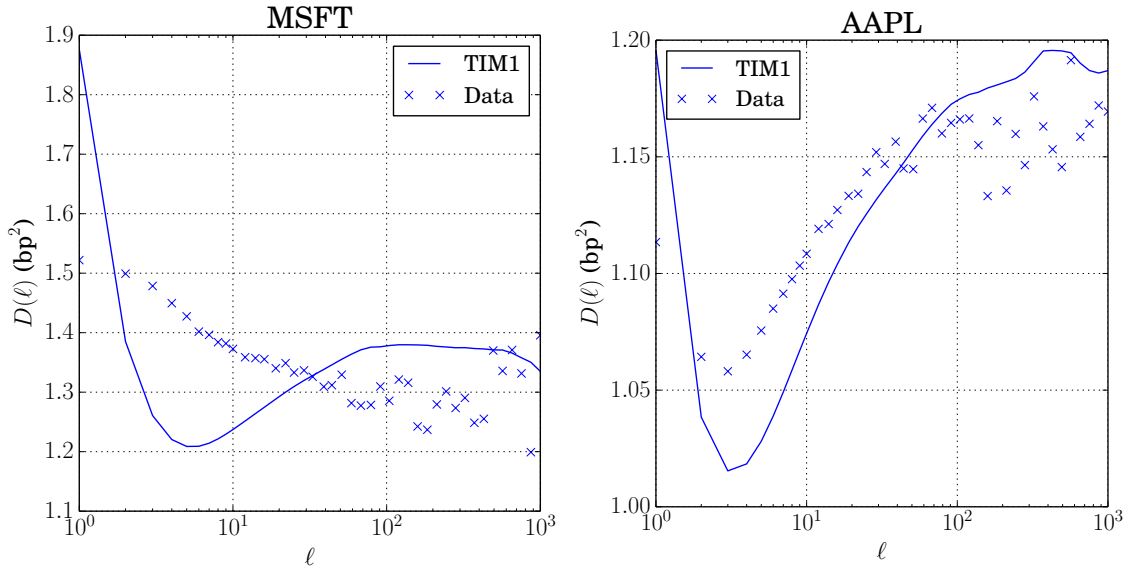 MSFT
TIM1
Data
D(ℓ) (bp²)
1.9
1.8
1.7
1.6
1.5
1.4
1.3
1.2
1.1
10⁰
10¹
10²
10³
ℓ
AAPL
TIM1
Data
D(ℓ) (bp²)
1.20
1.15
1.10
1.05
1.00
10⁰
10¹
10²
10³
ℓ